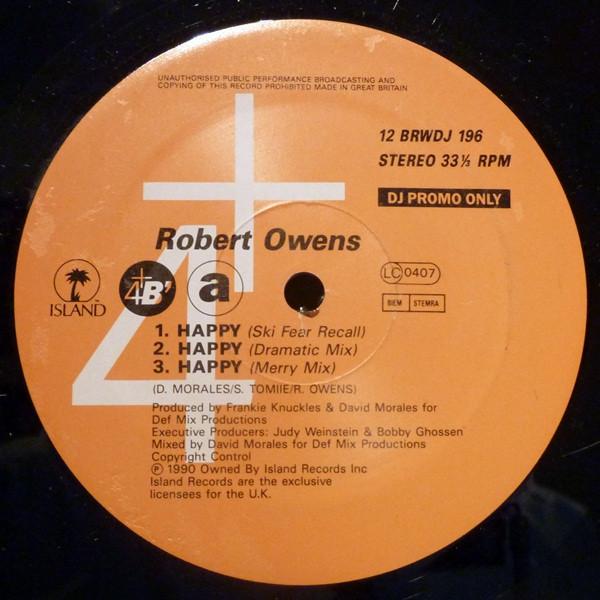 UNAUTHORISED PUBLIC PERFORMANCE BROADCASTING AND
COPYING OF THIS RECORD PROHIBITED MADE IN GREAT BRITAIN
12 BRWDJ 196
STEREO 33⅓ RPM
DJ PROMO ONLY
4
Robert Owens
ISLAND
4 B'
a
LC 0407
BIEM STEMRA
1. HAPPY (Ski Fear Recall)
2. HAPPY (Dramatic Mix)
3. HAPPY (Merry Mix)
(D. MORALES/S. TOMIIE/R. OWENS)
Produced by Frankie Knuckles & David Morales for
Def Mix Productions
Executive Producers: Judy Weinstein & Bobby Ghossen
Mixed by David Morales for Def Mix Productions
Copyright Control
℗ 1990 Owned By Island Records Inc
Island Records are the exclusive
licensees for the U.K.